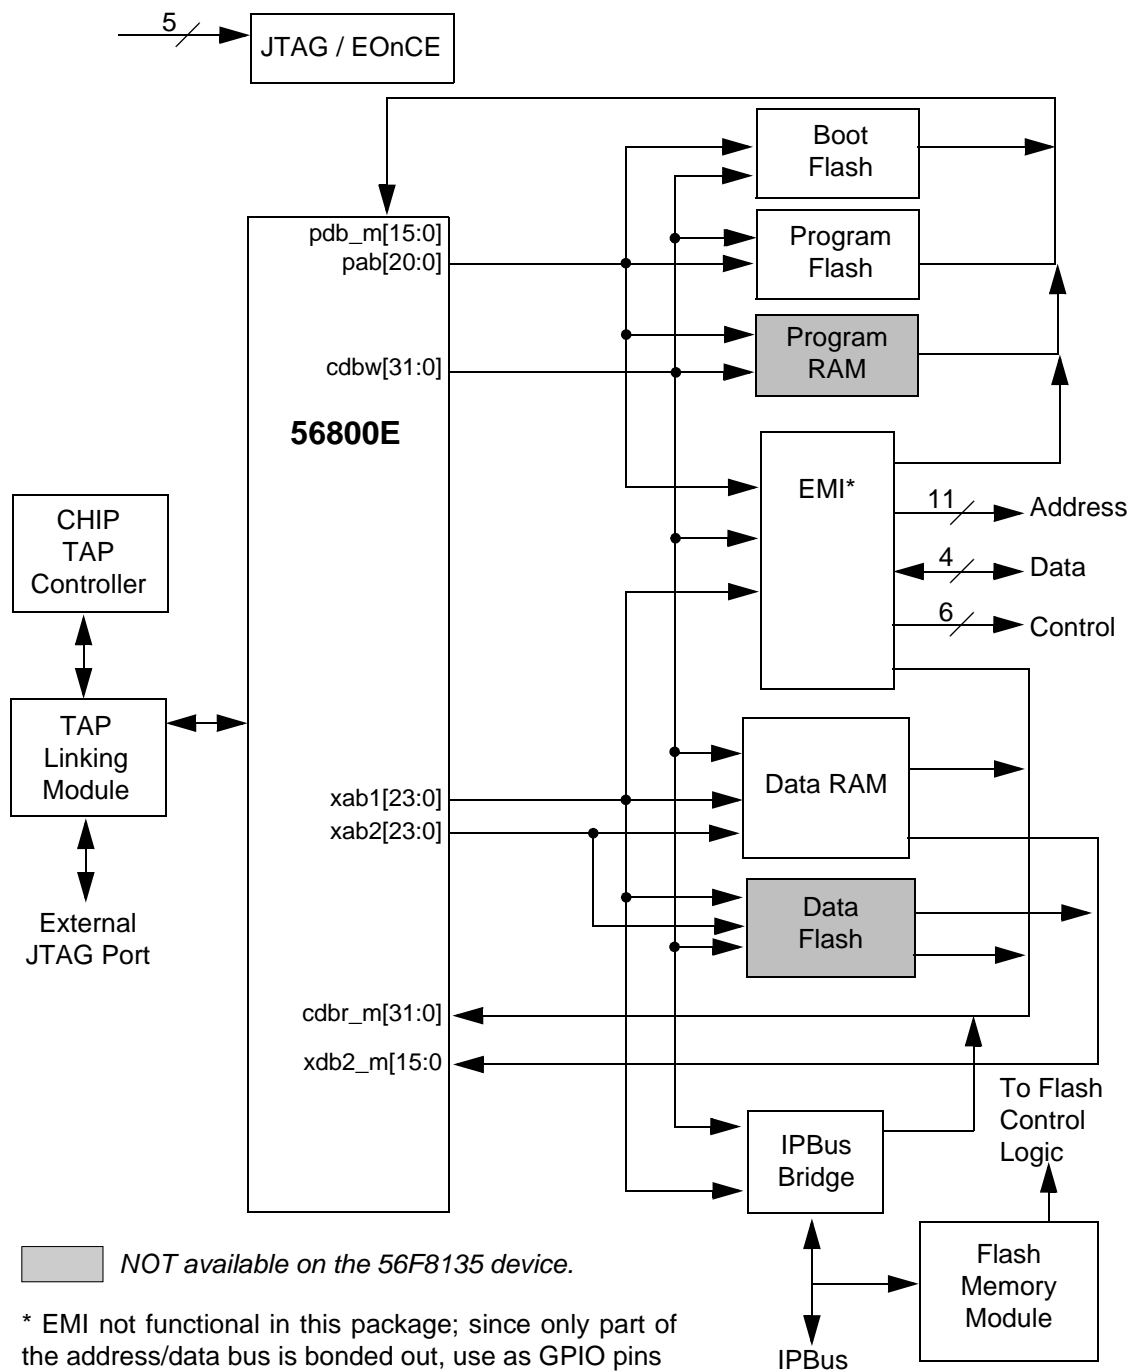 5
JTAG / EOnCE
Boot
Flash
pdb_m[15:0]
pab[20:0]
Program
Flash
cdbw[31:0]
Program
RAM
56800E
EMI*
11
Address
4
Data
6
Control
CHIP
TAP
Controller
TAP
Linking
Module
External
JTAG Port
xab1[23:0]
xab2[23:0]
Data RAM
Data
Flash
cdbr_m[31:0]
xdb2_m[15:0
To Flash
Control
Logic
IPBus
Bridge
Flash
Memory
Module
IPBus
NOT available on the 56F8135 device.
* EMI not functional in this package; since only part of
the address/data bus is bonded out, use as GPIO pins